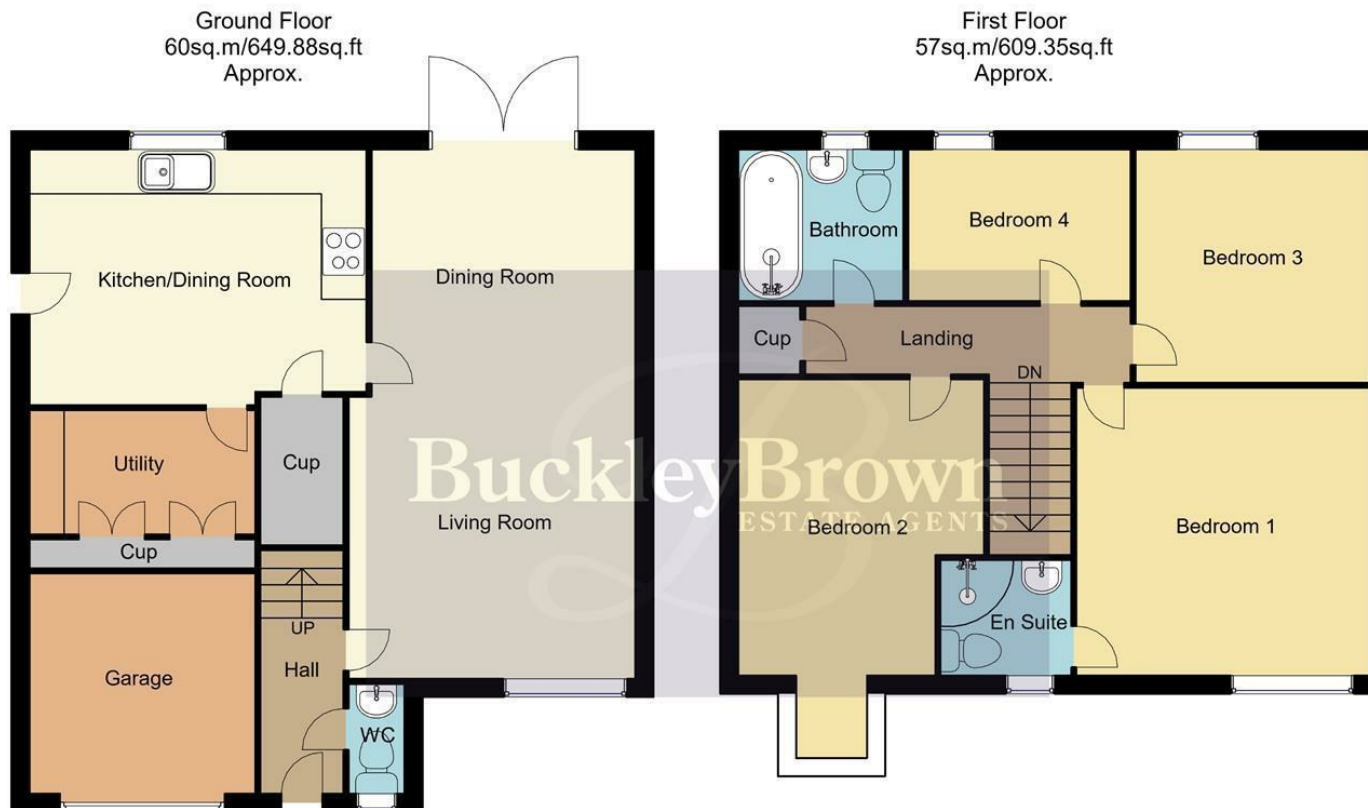 Ground Floor
60sq.m/649.88sq.ft
Approx.
First Floor
57sq.m/609.35sq.ft
Approx.
Kitchen/Dining Room
Dining Room
Utility
Cup
Cup
Living Room
Garage
UP
Hall
WC
Bathroom
Bedroom 4
Bedroom 3
Cup
Landing
DN
Bedroom 2
Bedroom 1
En Suite
BuckleyBrown
ESTATE AGENTS